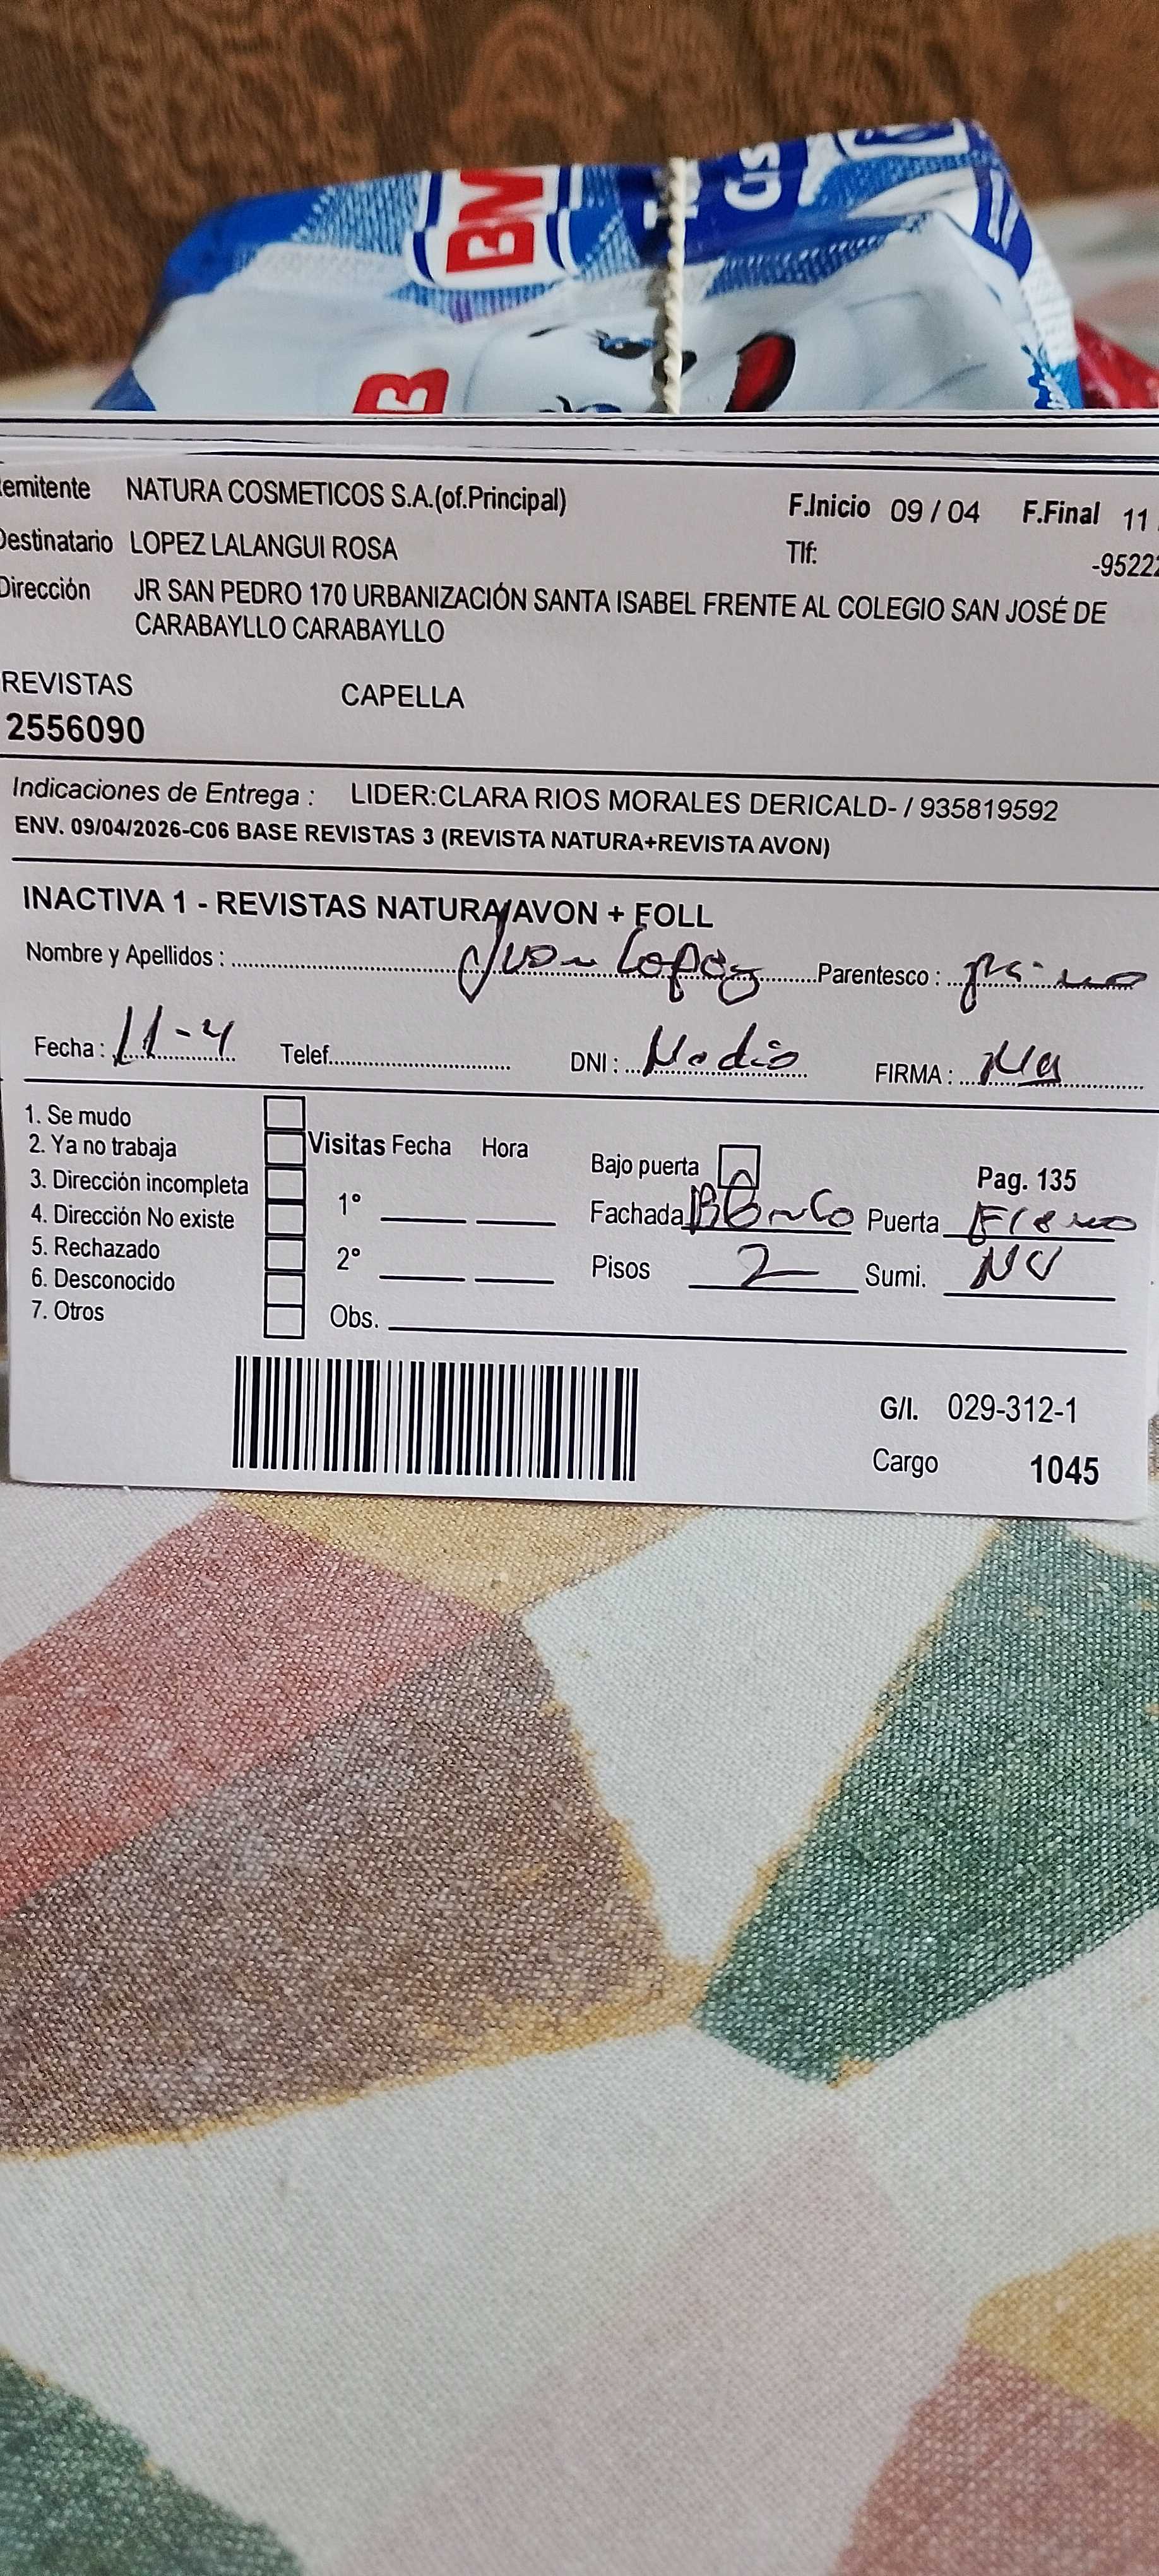 BM
B
emitente NATURA COSMETICOS S.A.(of.Principal) F.Inicio 09 / 04 F.Final 11
Destinatario LOPEZ LALANGUI ROSA Tlf: -95222
Dirección JR SAN PEDRO 170 URBANIZACIÓN SANTA ISABEL FRENTE AL COLEGIO SAN JOSÉ DE
CARABAYLLO CARABAYLLO
REVISTAS CAPELLA
2556090
Indicaciones de Entrega : LIDER:CLARA RIOS MORALES DERICALD- / 935819592
ENV. 09/04/2026-C06 BASE REVISTAS 3 (REVISTA NATURA+REVISTA AVON)
INACTIVA 1 - REVISTAS NATURA/AVON + FOLL
Nombre y Apellidos : Juan Lopez Parentesco : primo
Fecha : 11-4 Telef. DNI : FIRMA :
1. Se mudo
2. Ya no trabaja Visitas Fecha Hora Bajo puerta Pag. 135
3. Dirección incompleta 1° Fachada Blanco Puerta
4. Dirección No existe
5. Rechazado 2° Pisos 2 Sumi.
6. Desconocido
7. Otros Obs.
G/I. 029-312-1
Cargo 1045